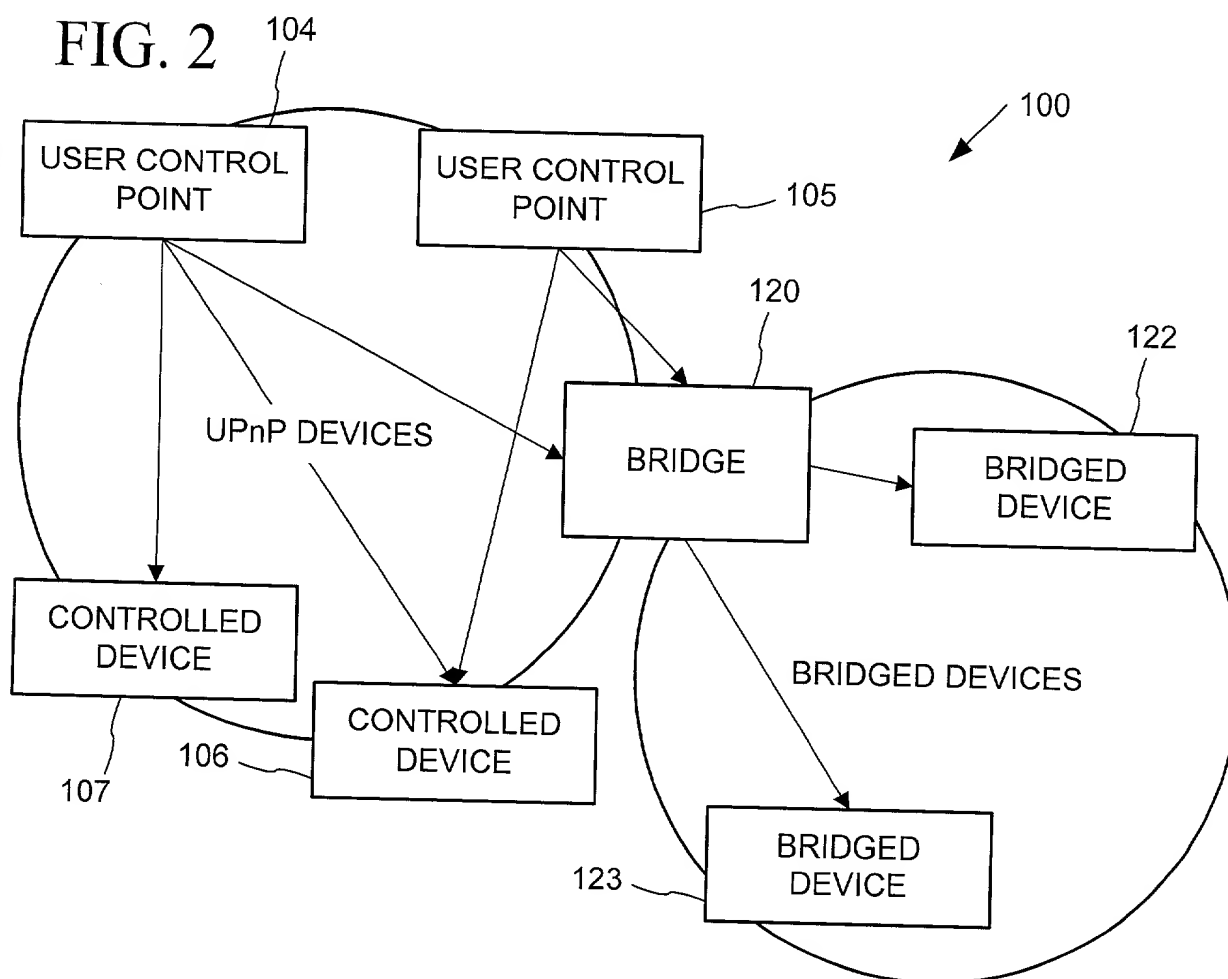 FIG. 2
104
100
USER CONTROL
POINT
USER CONTROL
POINT
105
120
122
UPnP DEVICES
BRIDGE
BRIDGED
DEVICE
CONTROLLED
DEVICE
BRIDGED DEVICES
CONTROLLED
DEVICE
106
107
BRIDGED
DEVICE
123